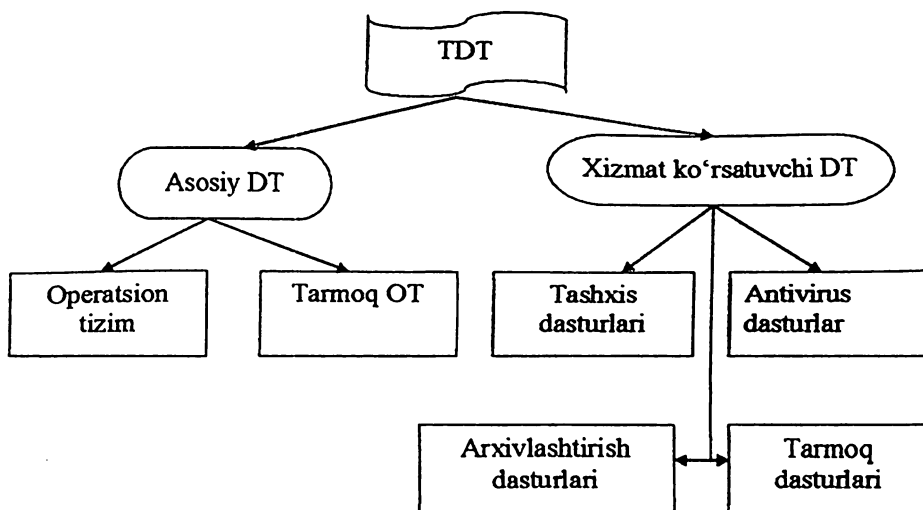 TDT
Asosiy DT
Xizmat ko‘rsatuvchi DT
Operatsion
tizim
Tarmoq OT
Tashxis
dasturlari
Antivirus
dasturlar
Arxivlashtirish
dasturlari
Tarmoq
dasturlari